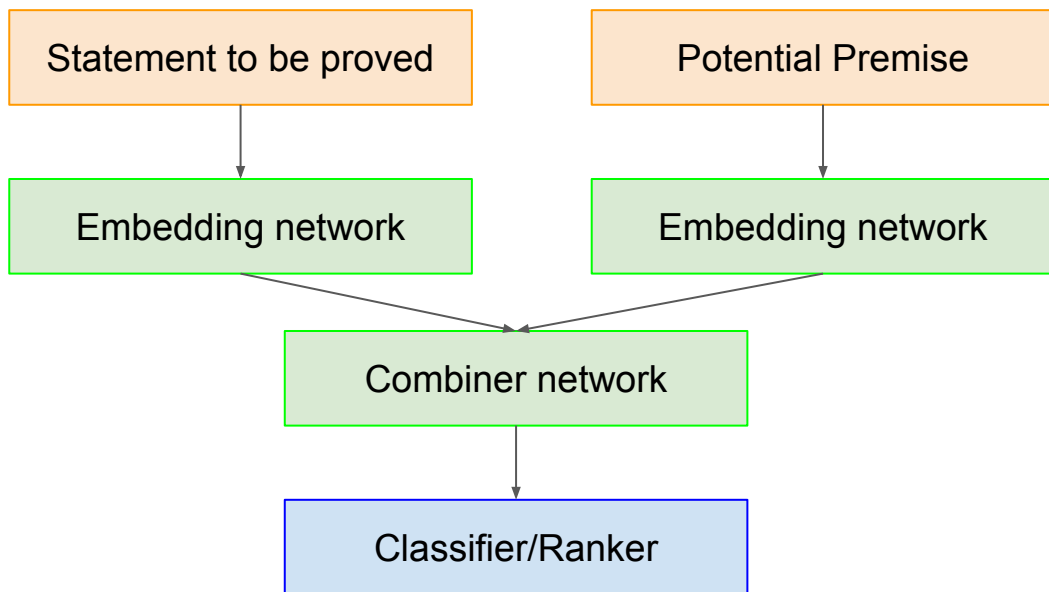 Statement to be proved
Potential Premise
Embedding network
Embedding network
Combiner network
Classifier/Ranker